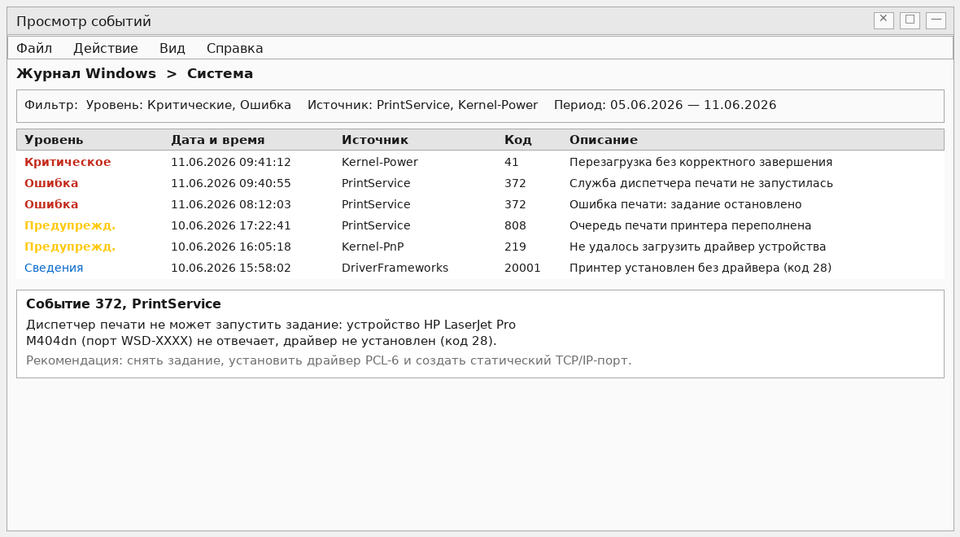 Просмотр событий
Файл Действие Вид Справка
Журнал Windows > Система
Фильтр: Уровень: Критические, Ошибка Источник: PrintService, Kernel-Power Период: 05.06.2026 — 11.06.2026
Уровень Дата и время Источник Код Описание
Критическое 11.06.2026 09:41:12 Kernel-Power 41 Перезагрузка без корректного завершения
Ошибка 11.06.2026 09:40:55 PrintService 372 Служба диспетчера печати не запустилась
Ошибка 11.06.2026 08:12:03 PrintService 372 Ошибка печати: задание остановлено
Предупрежд. 10.06.2026 17:22:41 PrintService 808 Очередь печати принтера переполнена
Предупрежд. 10.06.2026 16:05:18 Kernel-PnP 219 Не удалось загрузить драйвер устройства
Сведения 10.06.2026 15:58:02 DriverFrameworks 20001 Принтер установлен без драйвера (код 28)
Событие 372, PrintService
Диспетчер печати не может запустить задание: устройство HP LaserJet Pro
M404dn (порт WSD-XXXX) не отвечает, драйвер не установлен (код 28).
Рекомендация: снять задание, установить драйвер PCL-6 и создать статический TCP/IP-порт.